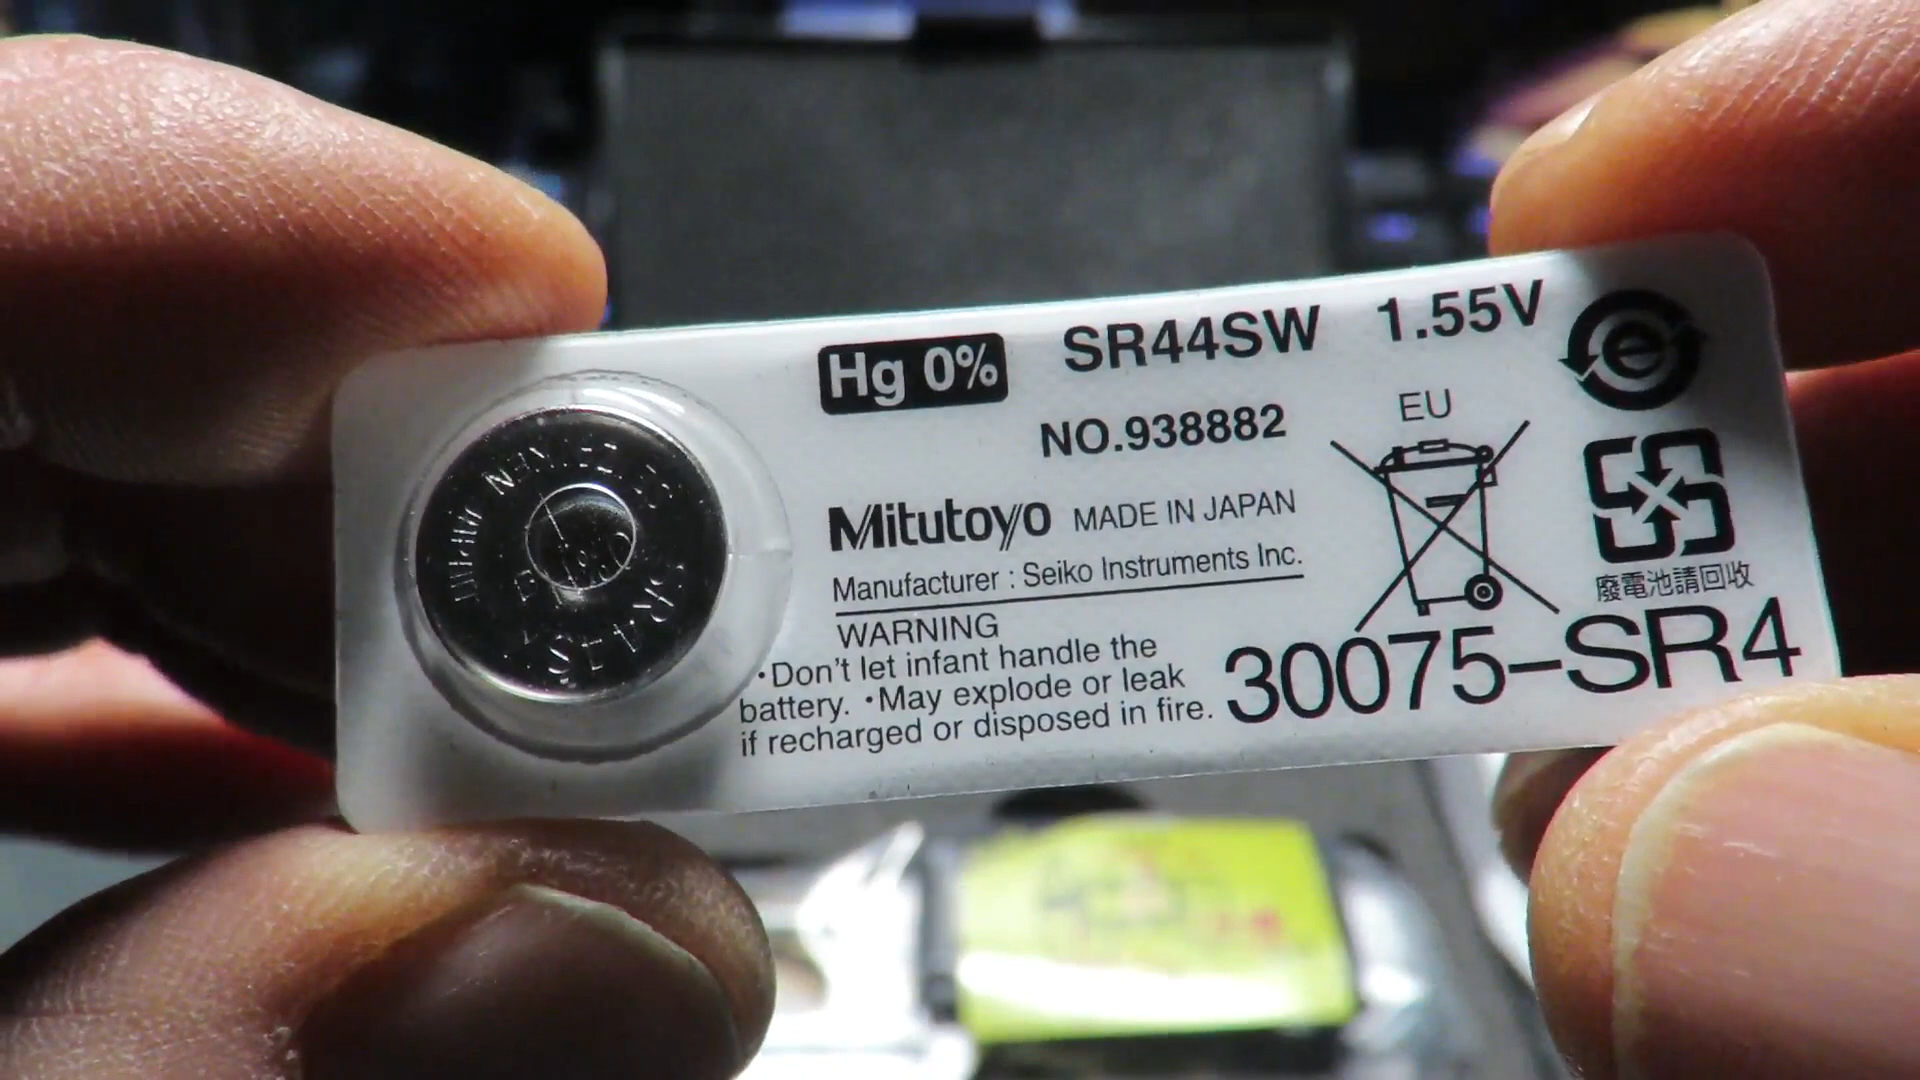 Hg 0% SR44SW 1.55V
e
NO.938882
EU
Mitutoyo MADE IN JAPAN
Manufacturer : Seiko Instruments Inc.
廢電池請回收
WARNING
・Don't let infant handle the
battery. ・May explode or leak
if recharged or disposed in fire.
30075-SR4